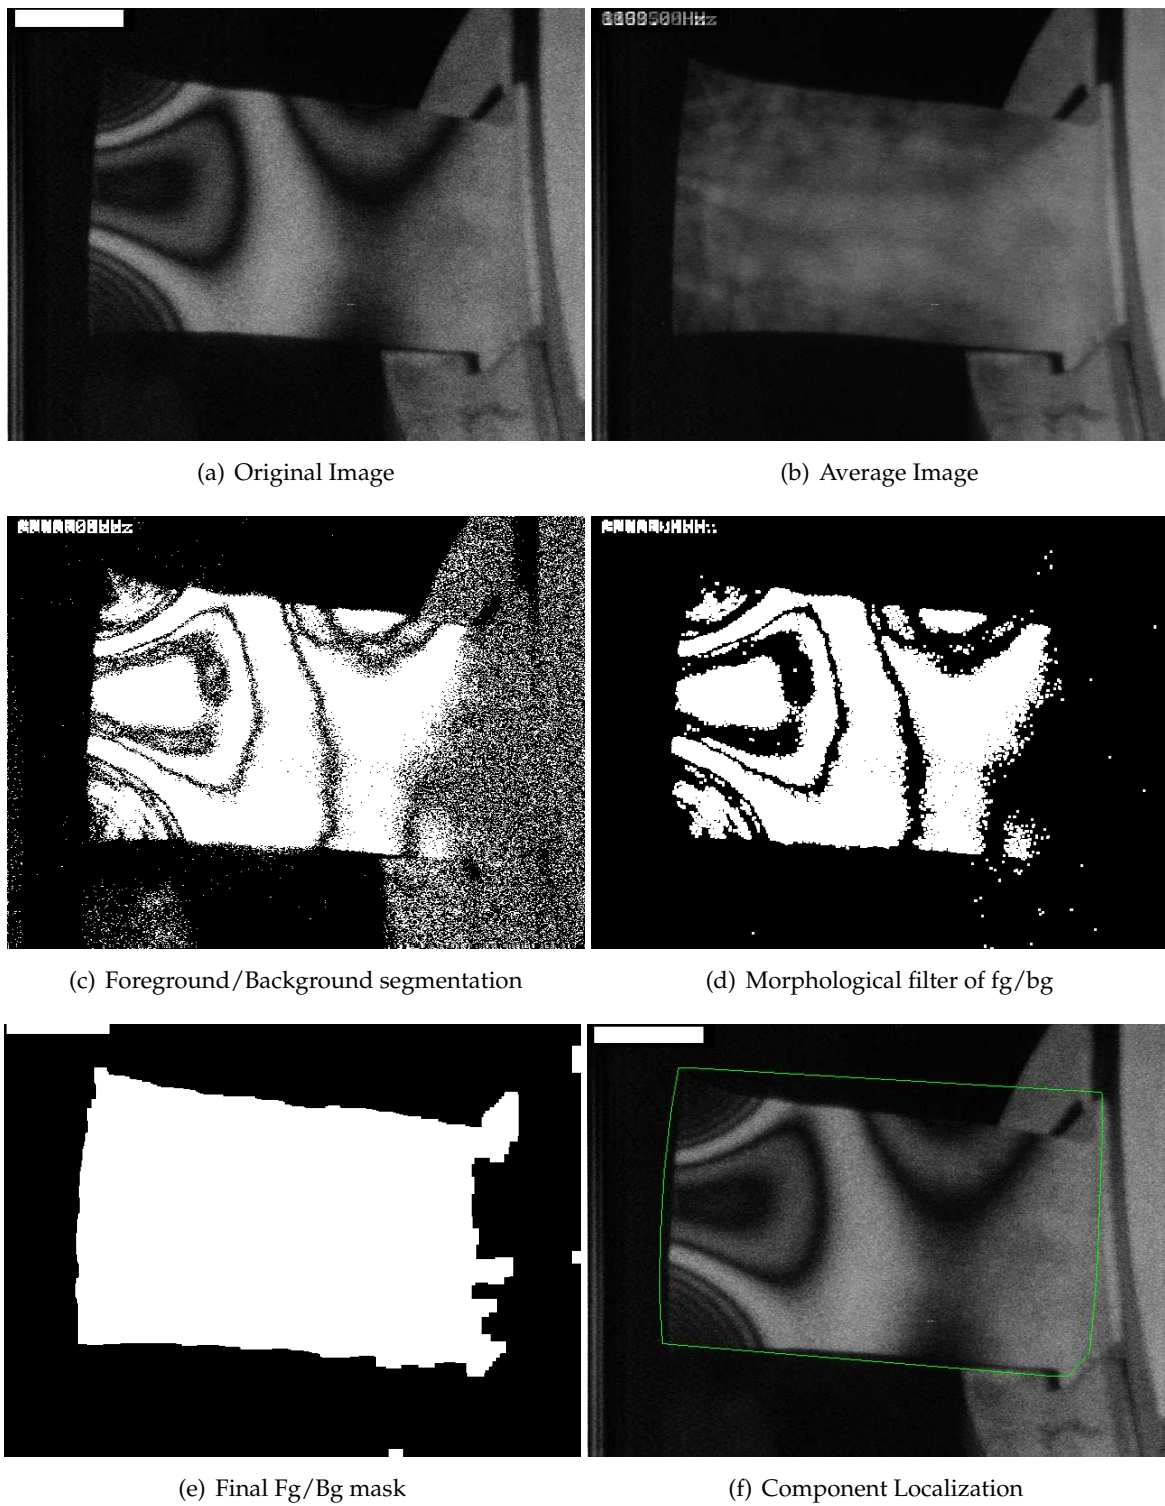 (a) Original Image
(b) Average Image
(c) Foreground/Background segmentation
(d) Morphological filter of fg/bg
(e) Final Fg/Bg mask
(f) Component Localization